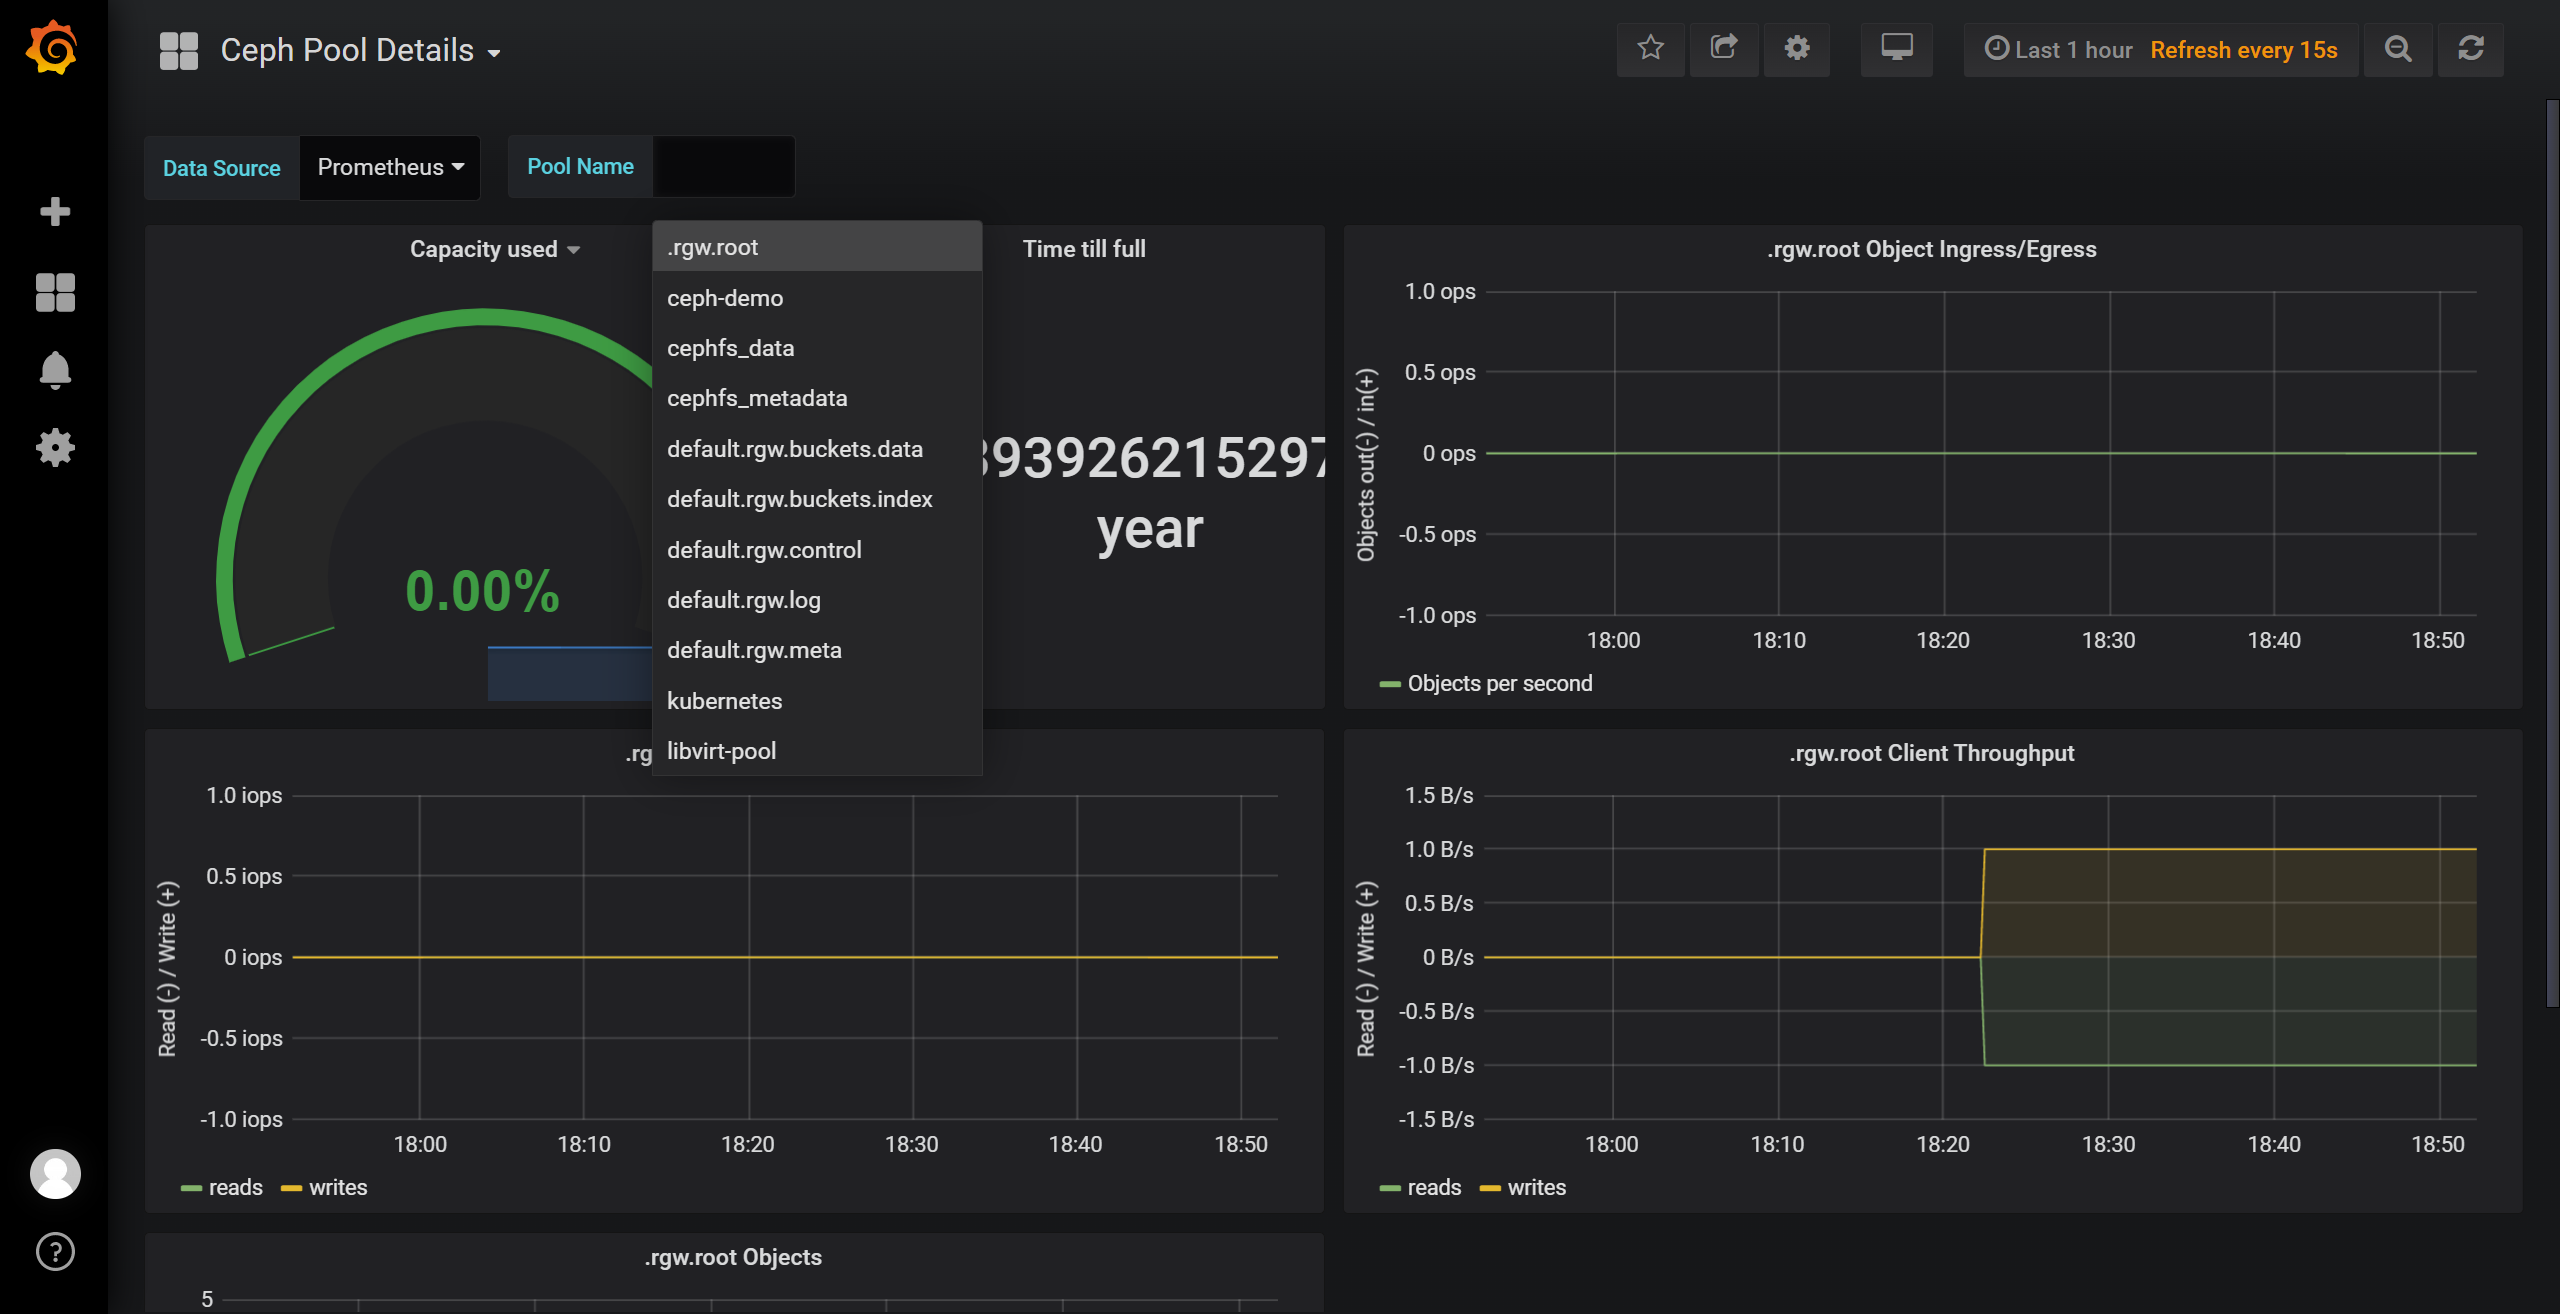 Ceph Pool Details
Last 1 hour Refresh every 15s
Data Source Prometheus
Pool Name
.rgw.root
ceph-demo
cephfs_data
cephfs_metadata
default.rgw.buckets.data
default.rgw.buckets.index
default.rgw.control
default.rgw.log
default.rgw.meta
kubernetes
libvirt-pool
Capacity used
0.00%
Time till full
93926215297
year
.rgw.root Object Ingress/Egress
Objects out(-) / in(+)
1.0 ops
0.5 ops
0 ops
-0.5 ops
-1.0 ops
18:00 18:10 18:20 18:30 18:40 18:50
Objects per second
.rg
Read (-) / Write (+)
1.0 iops
0.5 iops
0 iops
-0.5 iops
-1.0 iops
18:00 18:10 18:20 18:30 18:40 18:50
reads writes
.rgw.root Client Throughput
Read (-) / Write (+)
1.5 B/s
1.0 B/s
0.5 B/s
0 B/s
-0.5 B/s
-1.0 B/s
-1.5 B/s
18:00 18:10 18:20 18:30 18:40 18:50
reads writes
.rgw.root Objects
5